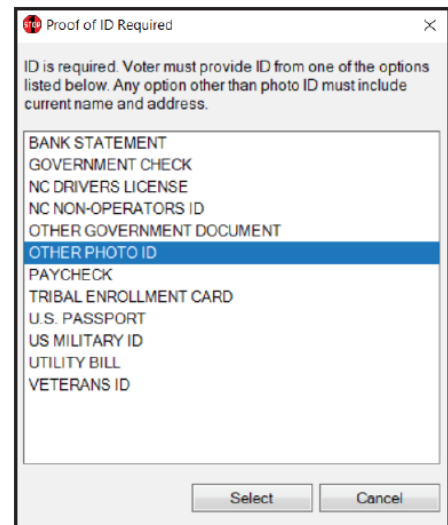 STOP Proof of ID Required
ID is required. Voter must provide ID from one of the options
listed below. Any option other than photo ID must include
current name and address.
BANK STATEMENT
GOVERNMENT CHECK
NC DRIVERS LICENSE
NC NON-OPERATORS ID
OTHER GOVERNMENT DOCUMENT
OTHER PHOTO ID
PAYCHECK
TRIBAL ENROLLMENT CARD
U.S. PASSPORT
US MILITARY ID
UTILITY BILL
VETERANS ID
Select Cancel